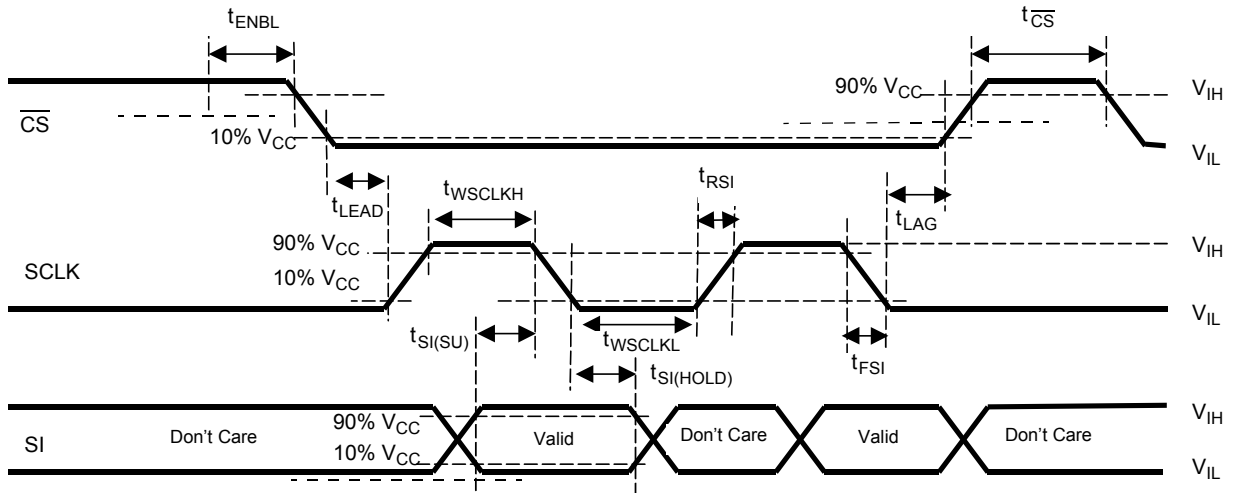 tENBL
tCS
90% VCC
VIH
CS
10% VCC
VIL
tLEAD
tWSCLKH
tRSI
tLAG
90% VCC
VIH
SCLK
10% VCC
VIL
tSI(SU)
tWSCLKL
tFSI
tSI(HOLD)
90% VCC
VIH
SI
Don't Care
Valid
Don't Care
Valid
Don't Care
10% VCC
VIL